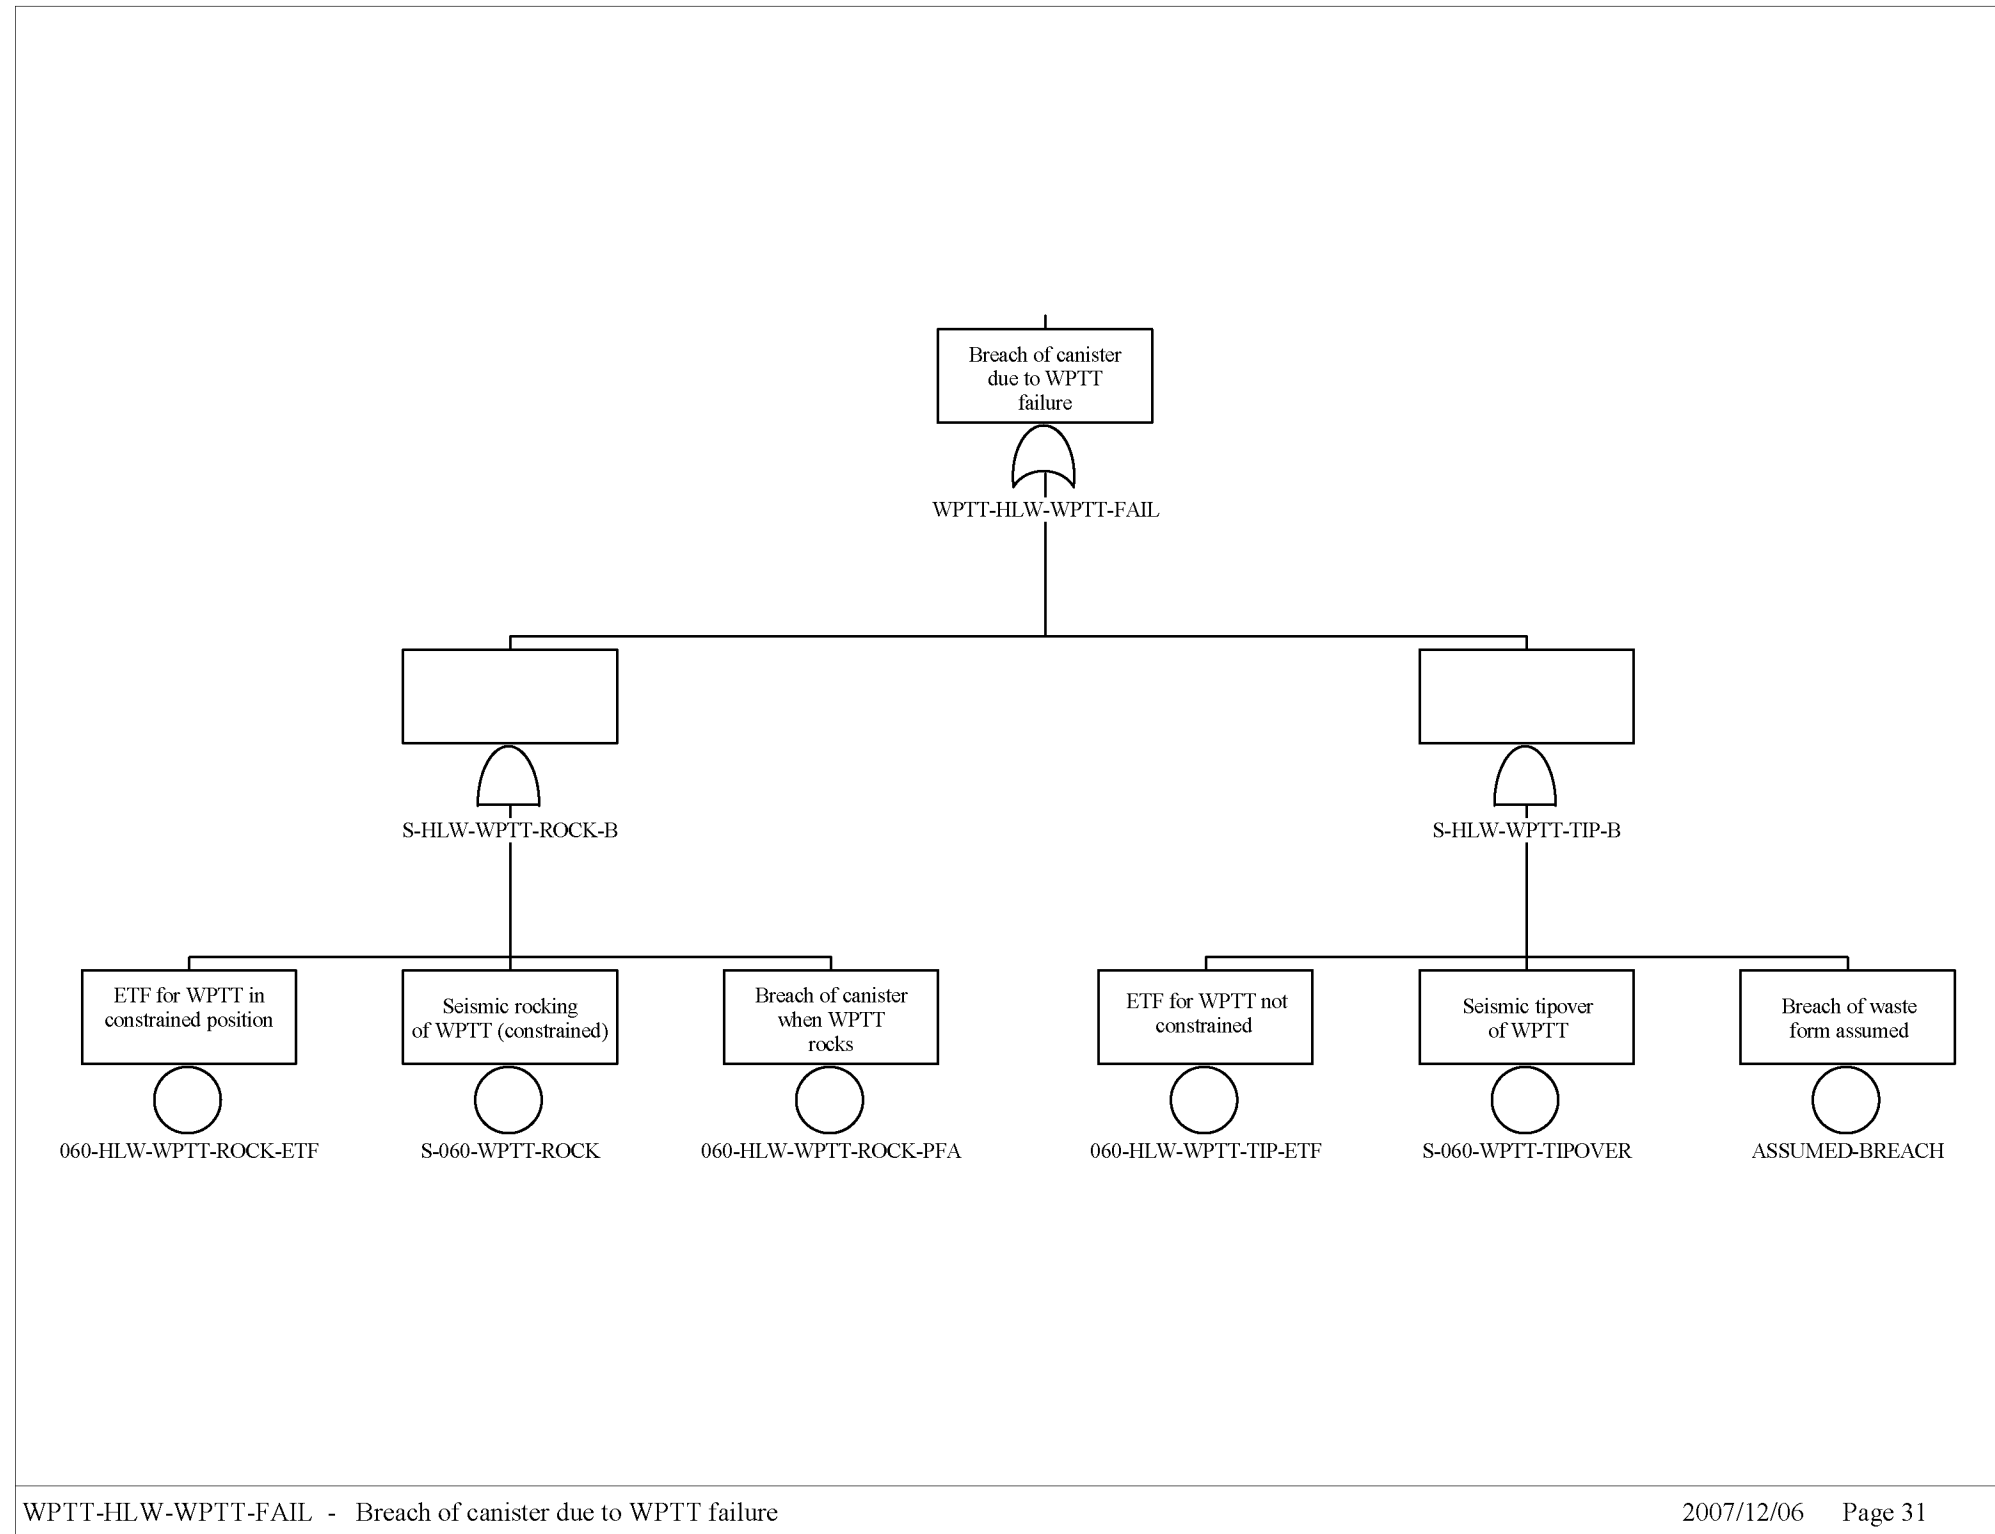 Breach of canister
due to WPTT
failure
WPTT-HLW-WPTT-FAIL
S-HLW-WPTT-ROCK-B
S-HLW-WPTT-TIP-B
ETF for WPTT in
constrained position
060-HLW-WPTT-ROCK-ETF
Seismic rocking
of WPTT (constrained)
S-060-WPTT-ROCK
Breach of canister
when WPTT
rocks
060-HLW-WPTT-ROCK-PFA
ETF for WPTT not
constrained
060-HLW-WPTT-TIP-ETF
Seismic tipover
of WPTT
S-060-WPTT-TIPOVER
Breach of waste
form assumed
ASSUMED-BREACH
WPTT-HLW-WPTT-FAIL - Breach of canister due to WPTT failure
2007/12/06 Page 31